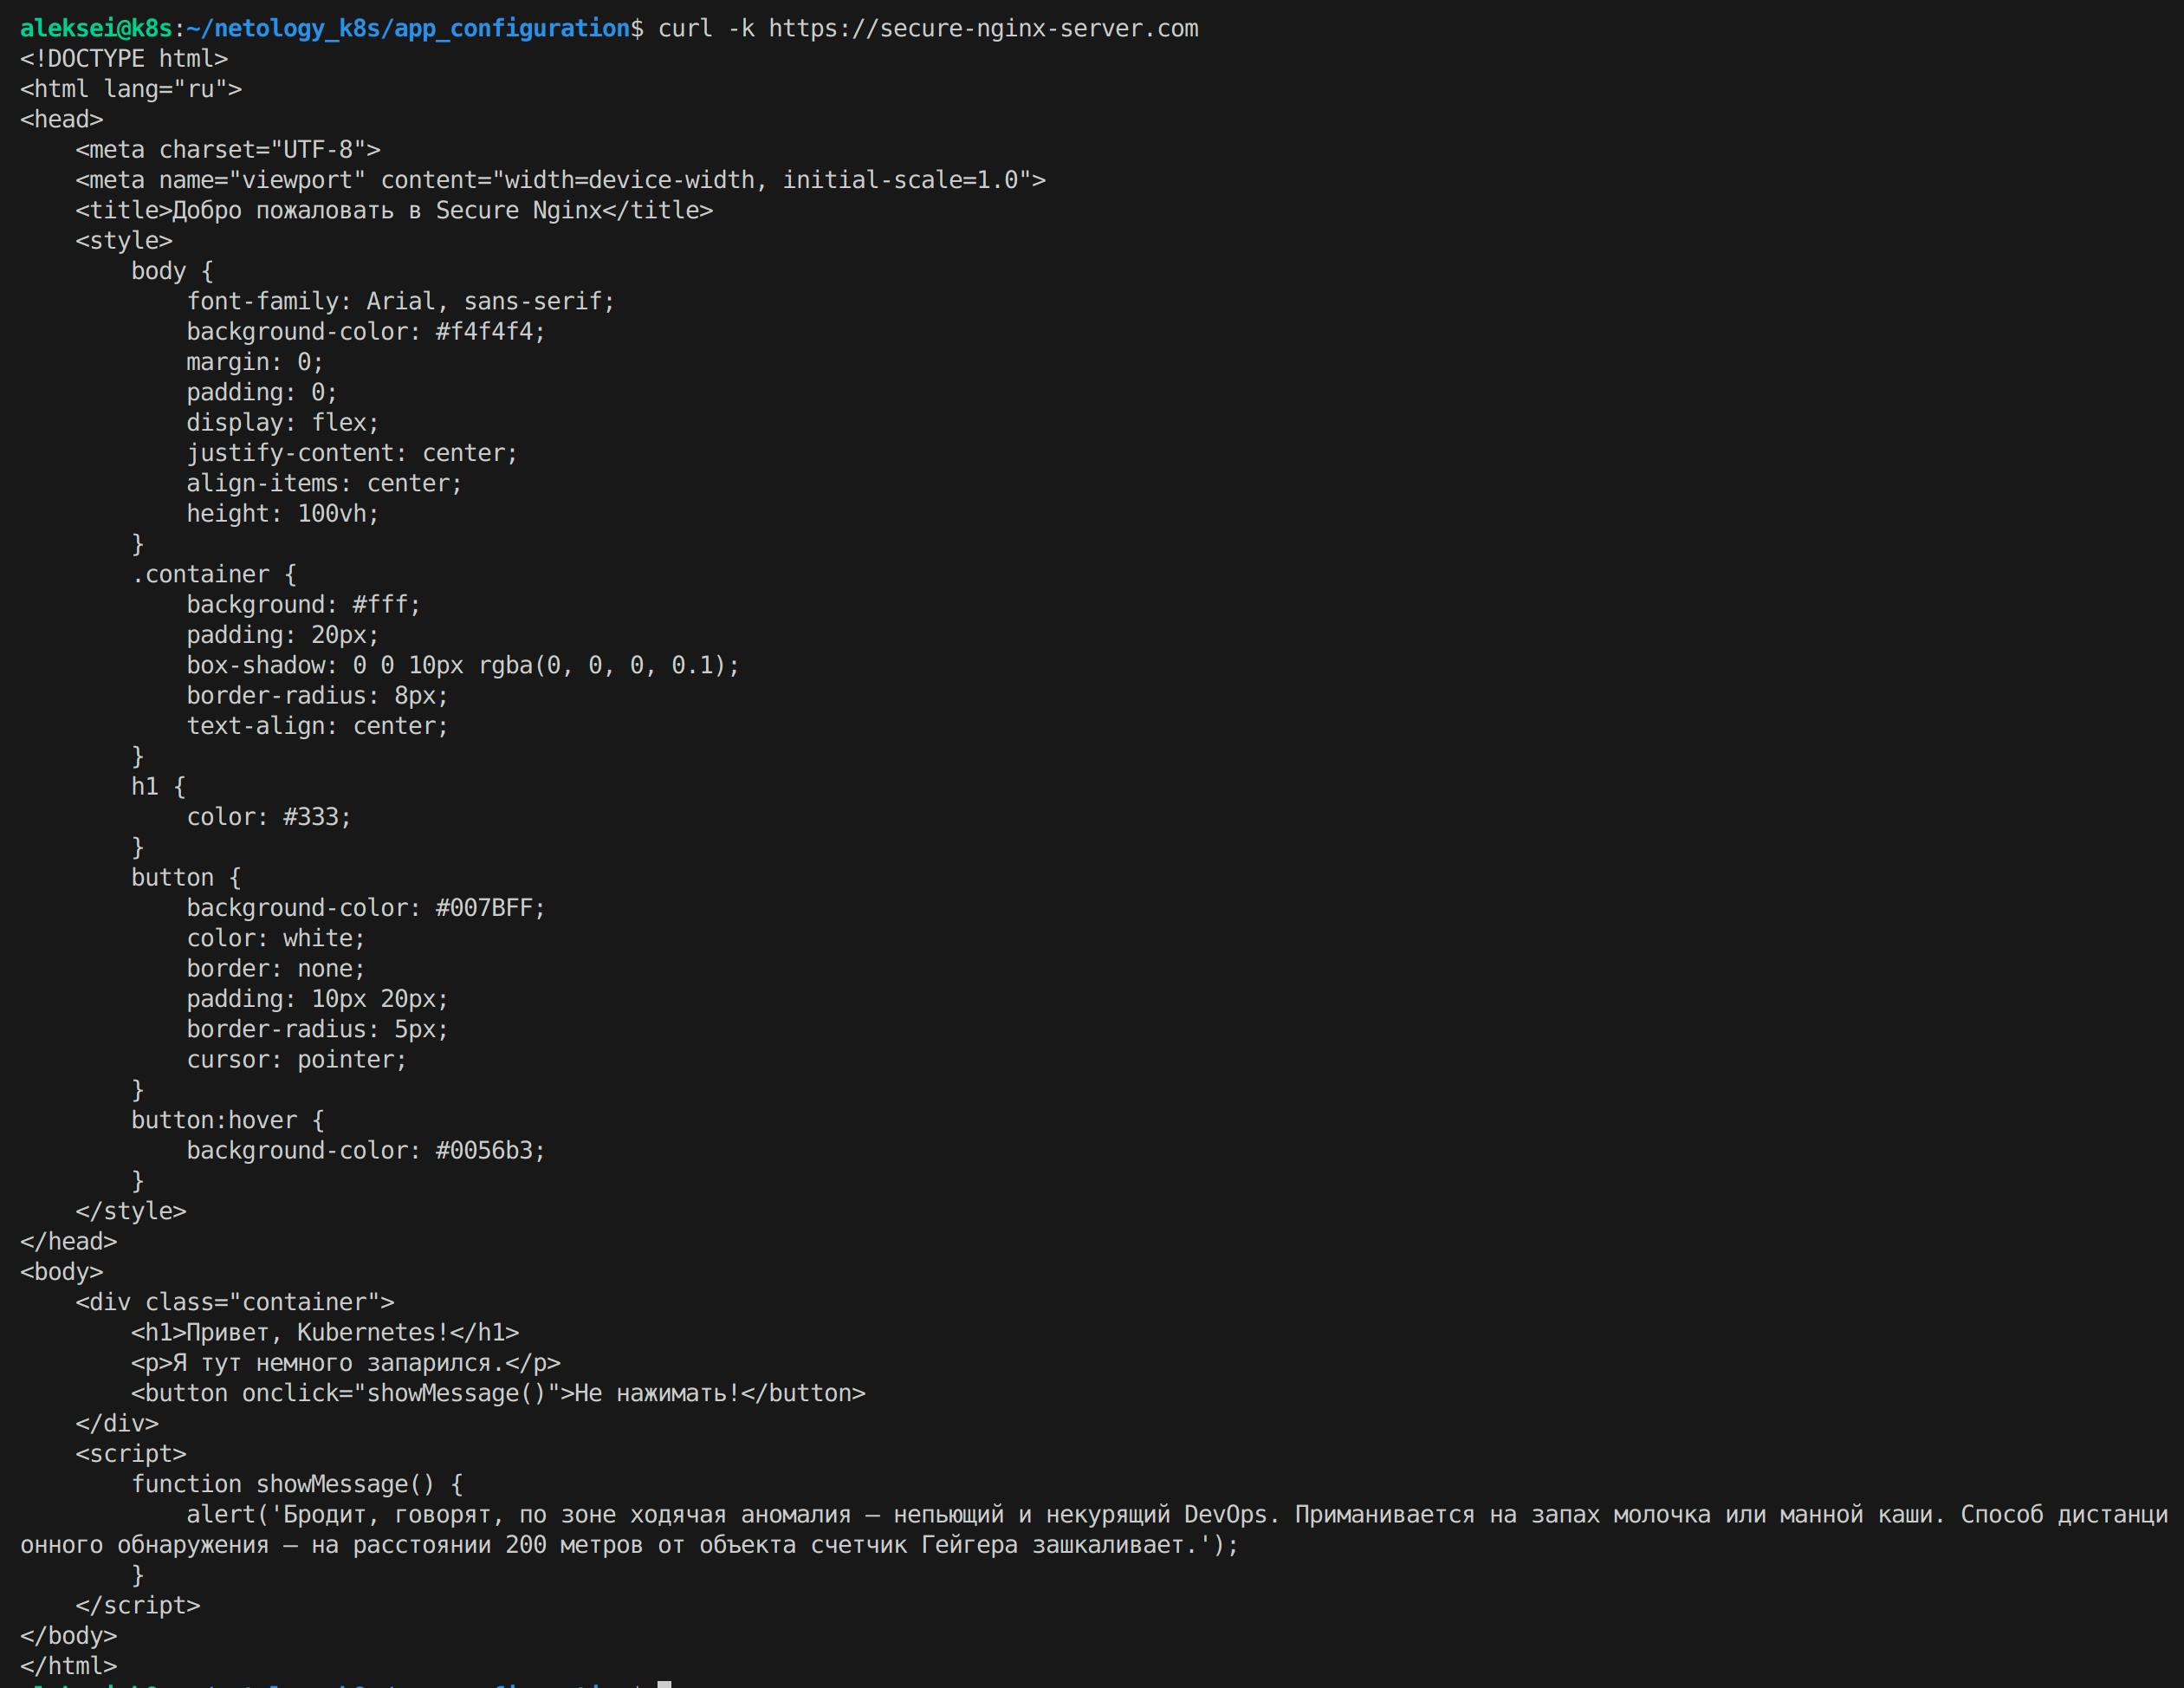 aleksei@k8s:~/netology_k8s/app_configuration$ curl -k https://secure-nginx-server.com
<!DOCTYPE html>
<html lang="ru">
<head>
    <meta charset="UTF-8">
    <meta name="viewport" content="width=device-width, initial-scale=1.0">
    <title>Добро пожаловать в Secure Nginx</title>
    <style>
        body {
            font-family: Arial, sans-serif;
            background-color: #f4f4f4;
            margin: 0;
            padding: 0;
            display: flex;
            justify-content: center;
            align-items: center;
            height: 100vh;
        }
        .container {
            background: #fff;
            padding: 20px;
            box-shadow: 0 0 10px rgba(0, 0, 0, 0.1);
            border-radius: 8px;
            text-align: center;
        }
        h1 {
            color: #333;
        }
        button {
            background-color: #007BFF;
            color: white;
            border: none;
            padding: 10px 20px;
            border-radius: 5px;
            cursor: pointer;
        }
        button:hover {
            background-color: #0056b3;
        }
    </style>
</head>
<body>
    <div class="container">
        <h1>Привет, Kubernetes!</h1>
        <p>Я тут немного запарился.</p>
        <button onclick="showMessage()">Не нажимать!</button>
    </div>
    <script>
        function showMessage() {
            alert('Бродит, говорят, по зоне ходячая аномалия — непьющий и некурящий DevOps. Приманивается на запах молочка или манной каши. Способ дистанци
онного обнаружения — на расстоянии 200 метров от объекта счетчик Гейгера зашкаливает.');
        }
    </script>
</body>
</html>